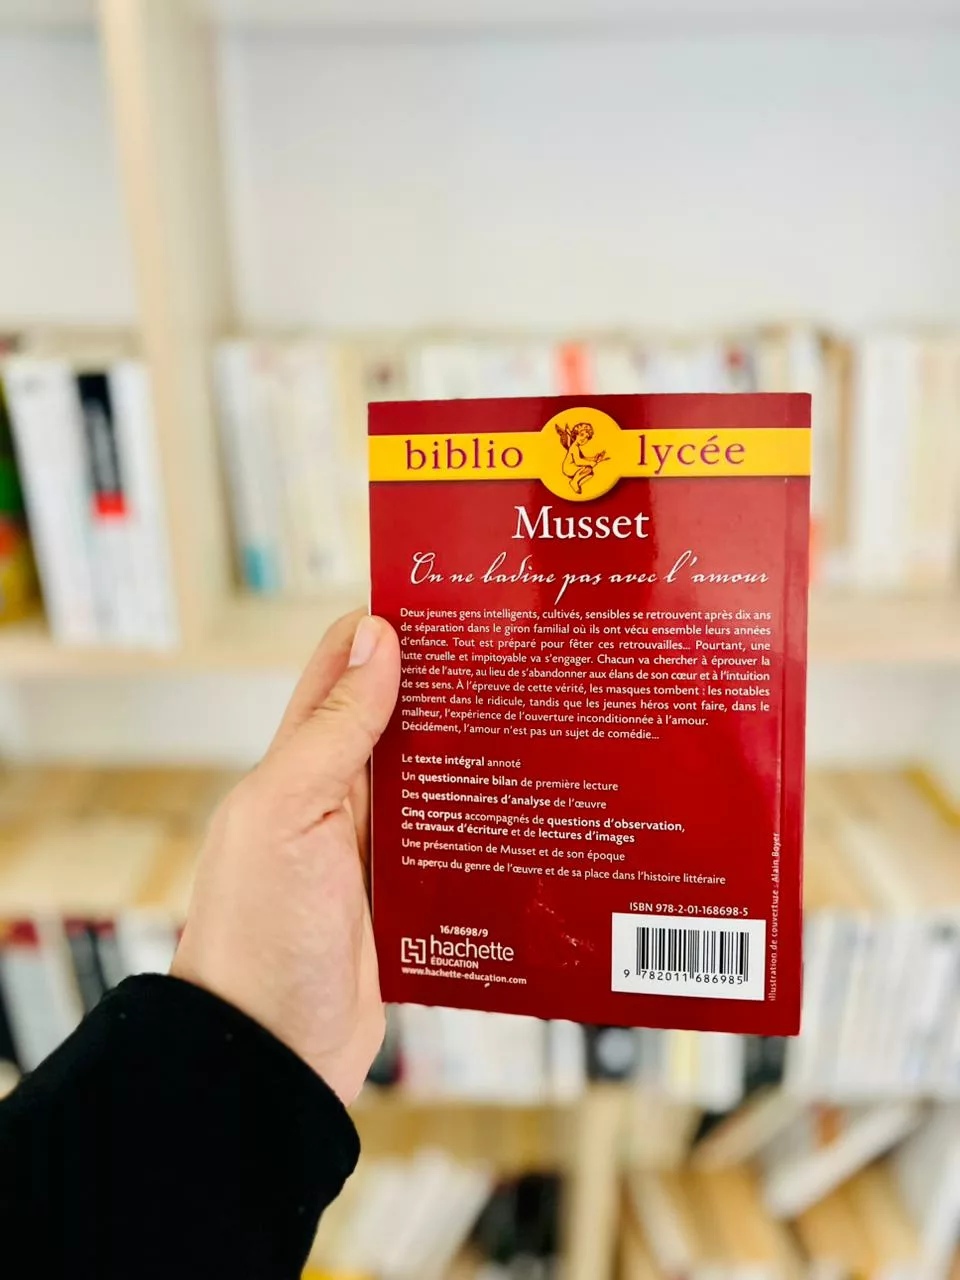 biblio lycée
Musset
On ne badine pas avec l'amour
Deux jeunes gens intelligents, cultivés, sensibles se retrouvent après dix ans
de séparation dans le giron familial où ils ont vécu ensemble leurs années
d'enfance. Tout est préparé pour fêter ces retrouvailles... Pourtant, une
lutte cruelle et impitoyable va s'engager. Chacun va chercher à éprouver la
vérité de l'autre, au lieu de s'abandonner aux élans de son cœur et à l'intuition
de ses sens. À l'épreuve de cette vérité, les masques tombent : les notables
sombrent dans le ridicule, tandis que les jeunes héros vont faire, dans le
malheur, l'expérience de l'ouverture inconditionnée à l'amour.
Décidément, l'amour n'est pas un sujet de comédie...
Le texte intégral annoté
Un questionnaire bilan de première lecture
Des questionnaires d'analyse de l'œuvre
Cinq corpus accompagnés de questions d'observation,
de travaux d'écriture et de lectures d'images
Une présentation de Musset et de son époque
Un aperçu du genre de l'œuvre et de sa place dans l'histoire littéraire
16/8698/9
hachette
ÉDUCATION
www.hachette-education.com
ISBN 978-2-01-168698-5
9 782011 686985
Illustration de couverture : Alain Boyer